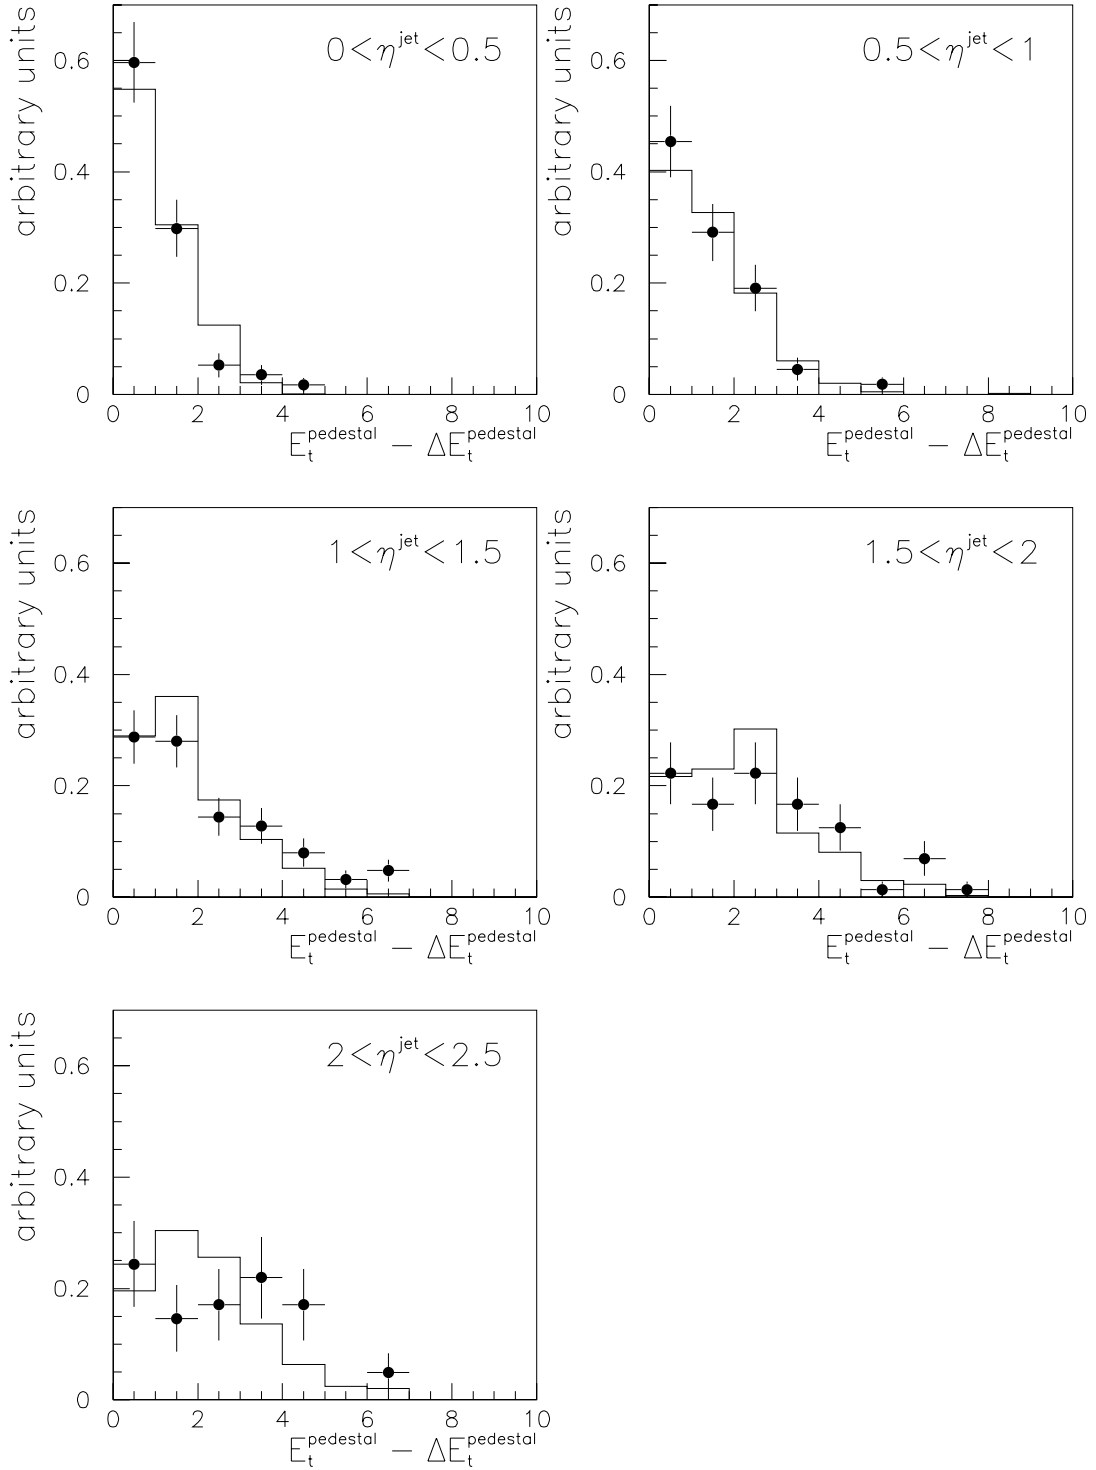 arbitrary units
0<η^jet<0.5
0.6
0.4
0.2
0
0 2 4 6 8 10
E_t^pedestal − ΔE_t^pedestal
arbitrary units
0.5<η^jet<1
0.6
0.4
0.2
0
0 2 4 6 8 10
E_t^pedestal − ΔE_t^pedestal
arbitrary units
1<η^jet<1.5
0.6
0.4
0.2
0
0 2 4 6 8 10
E_t^pedestal − ΔE_t^pedestal
arbitrary units
1.5<η^jet<2
0.6
0.4
0.2
0
0 2 4 6 8 10
E_t^pedestal − ΔE_t^pedestal
arbitrary units
2<η^jet<2.5
0.6
0.4
0.2
0
0 2 4 6 8 10
E_t^pedestal − ΔE_t^pedestal